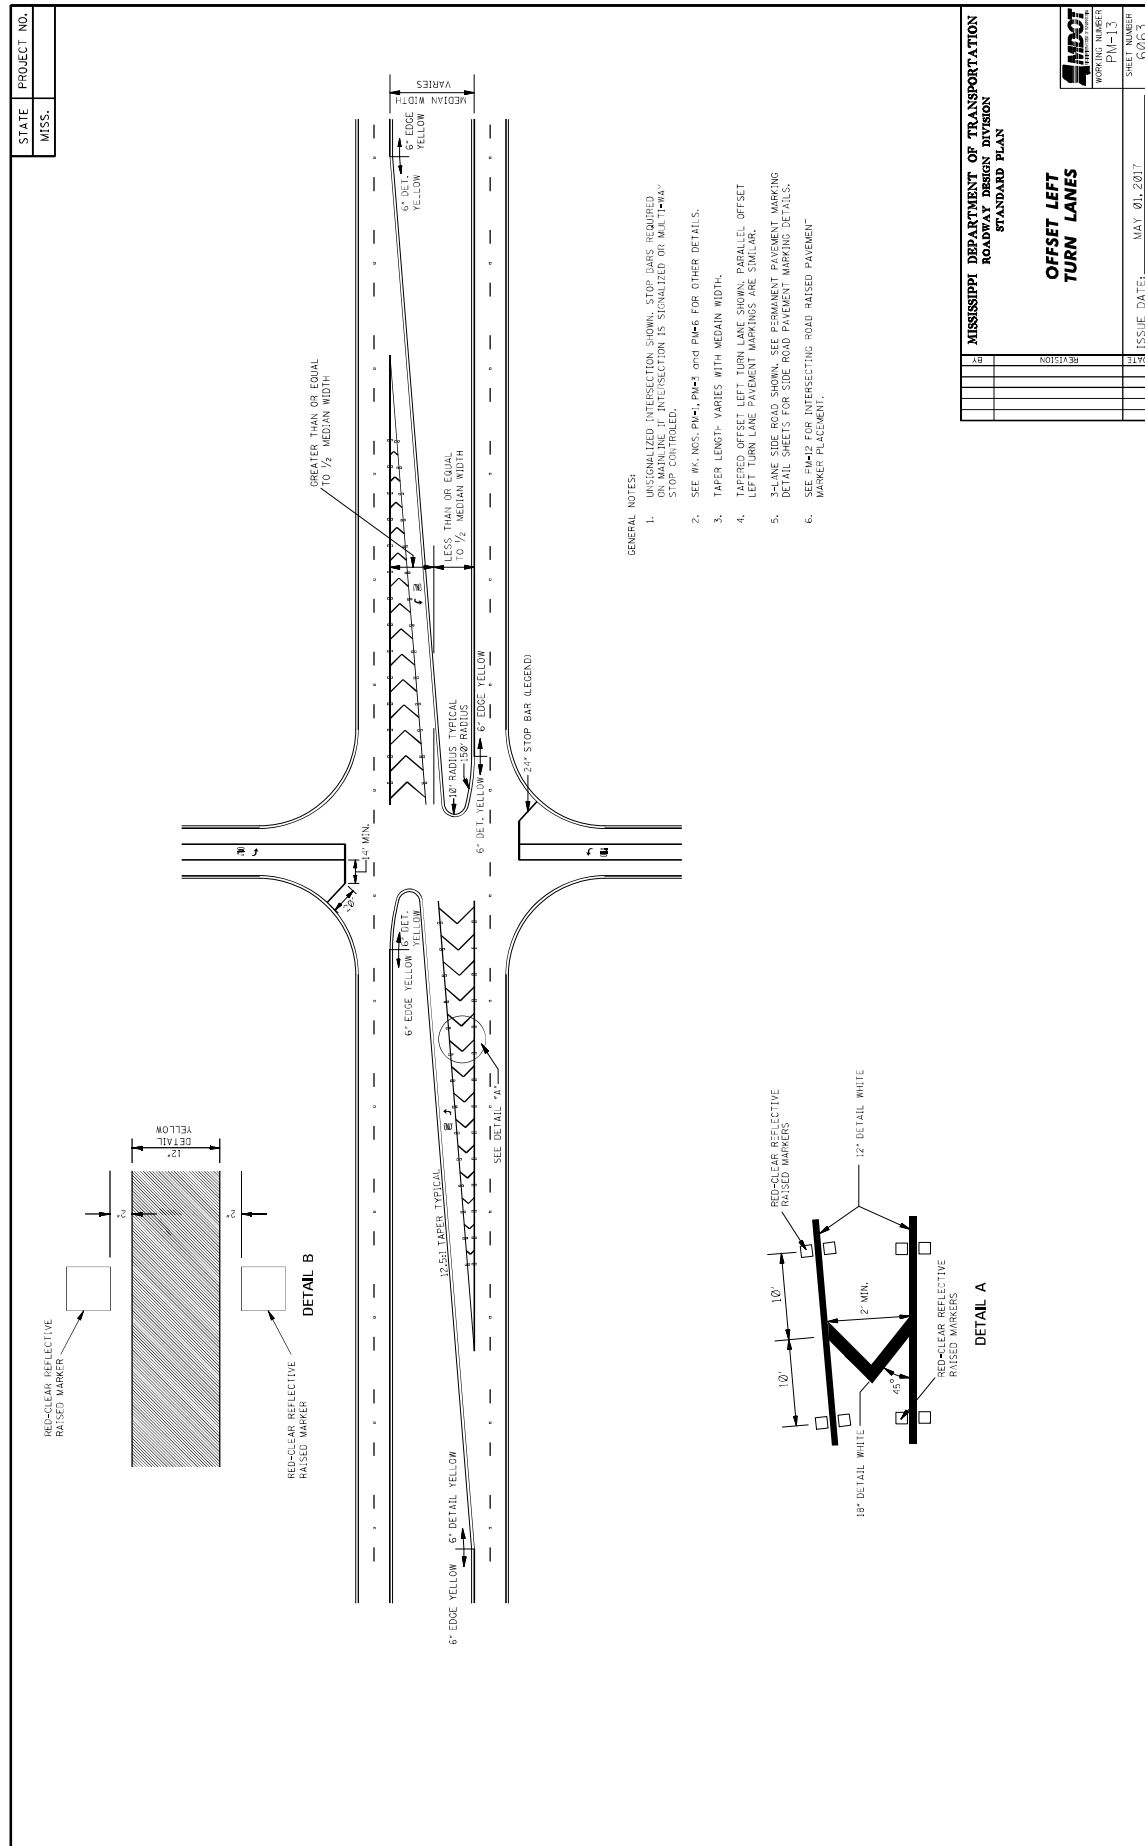 STATE
PROJECT NO.
MISS.
RED-CLEAR REFLECTIVE
RAISED MARKER
2"
12"
DETAIL
YELLOW
2"
RED-CLEAR REFLECTIVE
RAISED MARKER
DETAIL B
MEDIAN WIDTH
VARIES
6" DET.
YELLOW
6" EDGE
YELLOW
GREATER THAN OR EQUAL
TO 1/2 MEDIAN WIDTH
LESS THAN OR EQUAL
TO 1/2 MEDIAN WIDTH
14' MIN.
10' RADIUS TYPICAL
150' RADIUS
6" DET. YELLOW
6" EDGE YELLOW
24" STOP BAR (LEGEND)
6" EDGE YELLOW
6" DET.
YELLOW
SEE DETAIL "A"
12.5:1 TAPER TYPICAL
6" EDGE YELLOW
6" DETAIL YELLOW
GENERAL NOTES:
1. UNSIGNALIZED INTERSECTION SHOWN. STOP BARS REQUIRED
ON MAINLINE IF INTERSECTION IS SIGNALIZED OR MULTI-WAY
STOP CONTROLED.
2. SEE WK. NOS. PM-1, PM-3 and PM-6 FOR OTHER DETAILS.
3. TAPER LENGTH VARIES WITH MEDAIN WIDTH.
4. TAPERED OFFSET LEFT TURN LANE SHOWN. PARALLEL OFFSET
LEFT TURN LANE PAVEMENT MARKINGS ARE SIMILAR.
5. 3-LANE SIDE ROAD SHOWN. SEE PERMANENT PAVEMENT MARKING
DETAIL SHEETS FOR SIDE ROAD PAVEMENT MARKING DETAILS.
6. SEE PM-12 FOR INTERSECTING ROAD RAISED PAVEMENT
MARKER PLACEMENT.
RED-CLEAR REFLECTIVE
RAISED MARKERS
12" DETAIL WHITE
10'
10'
2' MIN.
45°
18" DETAIL WHITE
RED-CLEAR REFLECTIVE
RAISED MARKERS
DETAIL A
BY
REVISION
DATE
MISSISSIPPI DEPARTMENT OF TRANSPORTATION
ROADWAY DESIGN DIVISION
STANDARD PLAN
OFFSET LEFT
TURN LANES
MDOT
WORKING NUMBER
PM-13
SHEET NUMBER
6063
ISSUE DATE: MAY 01, 2017